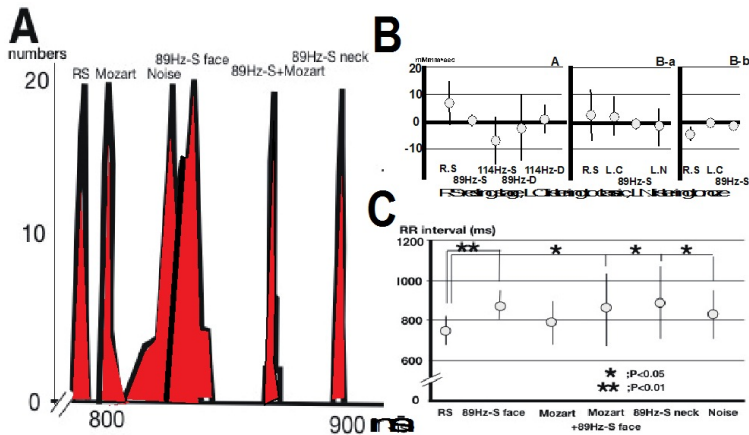 A
numbers
RS Mozart Noise 89Hz-S face 89Hz-S+Mozart 89Hz-S neck
20
10
0
800 900
B
A B-a B-b
20
10
0
-10
R.S 89Hz-S 114Hz-S 89Hz-D 114Hz-D
R.S L.C 89Hz-S L.N
R.S L.C 89Hz-S
C
RR interval (ms)
1200
1000
800
600
0
** * * *
* ;P<0.05
** ;P<0.01
RS 89Hz-S face Mozart Mozart 89Hz-S neck Noise
+89Hz-S face